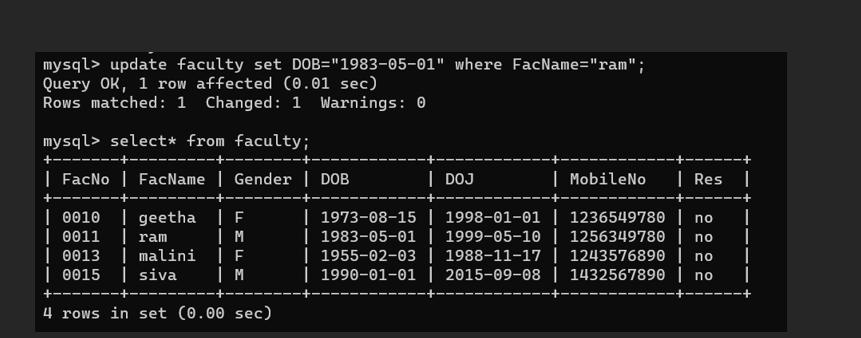 mysql> update faculty set DOB="1983-05-01" where FacName="ram";
Query OK, 1 row affected (0.01 sec)
Rows matched: 1  Changed: 1  Warnings: 0
mysql> select* from faculty;
+-------+---------+--------+------------+------------+------------+------+
| FacNo | FacName | Gender | DOB        | DOJ        | MobileNo   | Res  |
+-------+---------+--------+------------+------------+------------+------+
| 0010  | geetha  | F      | 1973-08-15 | 1998-01-01 | 1236549780 | no   |
| 0011  | ram     | M      | 1983-05-01 | 1999-05-10 | 1256349780 | no   |
| 0013  | malini  | F      | 1955-02-03 | 1988-11-17 | 1243576890 | no   |
| 0015  | siva    | M      | 1990-01-01 | 2015-09-08 | 1432567890 | no   |
+-------+---------+--------+------------+------------+------------+------+
4 rows in set (0.00 sec)